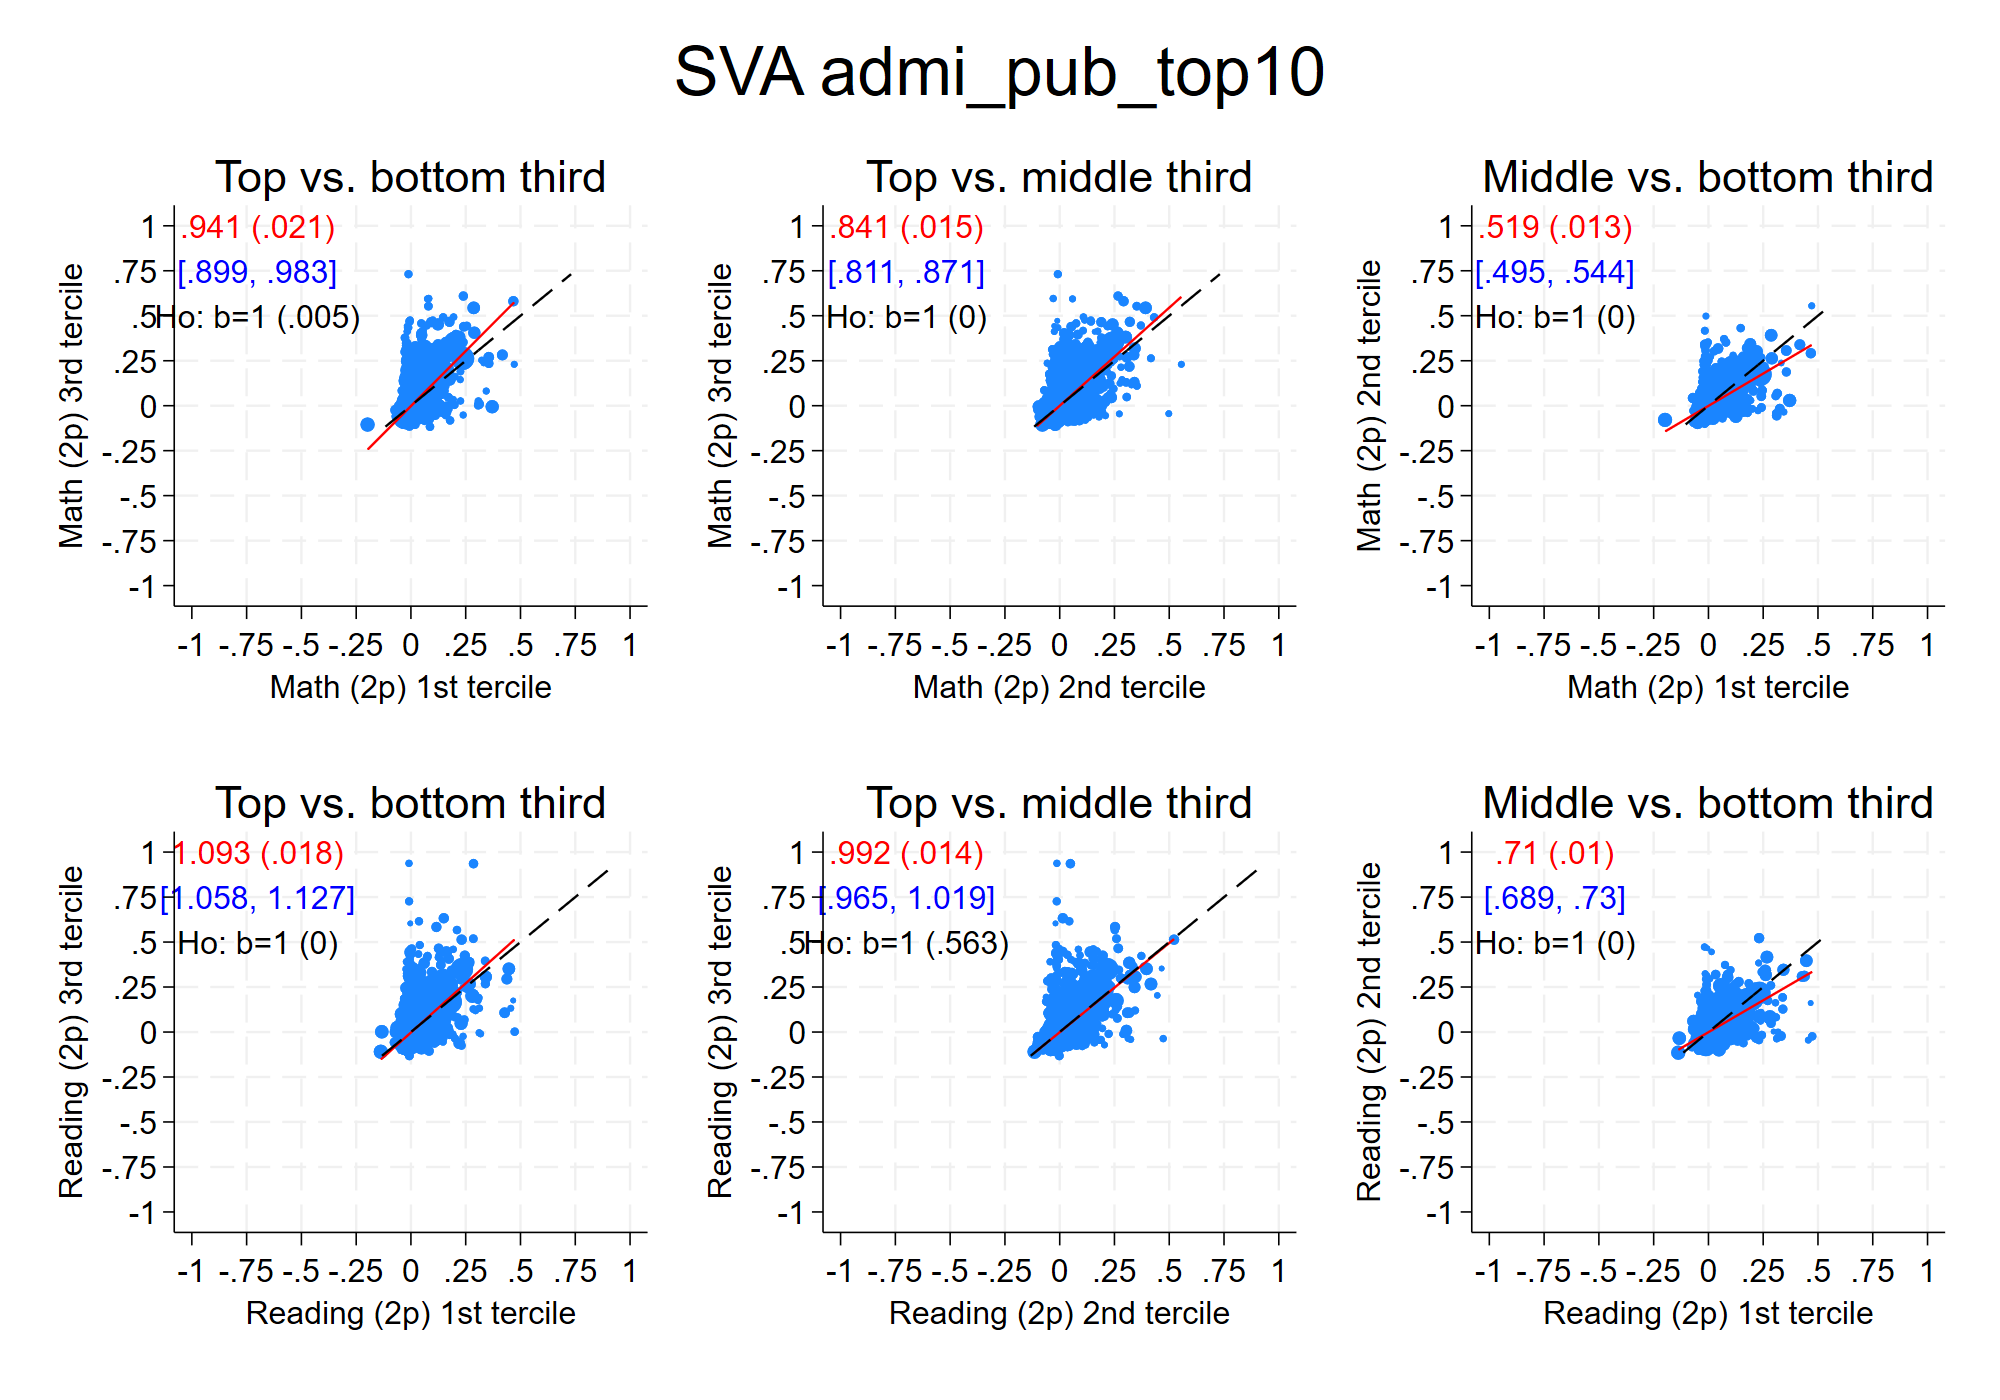 SVA admi_pub_top10
Top vs. bottom third
.941 (.021)
[.899, .983]
Ho: b=1 (.005)
Math (2p) 3rd tercile
1
.75
.5
.25
0
-.25
-.5
-.75
-1
-1 -.75 -.5 -.25 0 .25 .5 .75 1
Math (2p) 1st tercile
Top vs. middle third
.841 (.015)
[.811, .871]
Ho: b=1 (0)
Math (2p) 3rd tercile
1
.75
.5
.25
0
-.25
-.5
-.75
-1
-1 -.75 -.5 -.25 0 .25 .5 .75 1
Math (2p) 2nd tercile
Middle vs. bottom third
.519 (.013)
[.495, .544]
Ho: b=1 (0)
Math (2p) 2nd tercile
1
.75
.5
.25
0
-.25
-.5
-.75
-1
-1 -.75 -.5 -.25 0 .25 .5 .75 1
Math (2p) 1st tercile
Top vs. bottom third
1.093 (.018)
[1.058, 1.127]
Ho: b=1 (0)
Reading (2p) 3rd tercile
1
.75
.5
.25
0
-.25
-.5
-.75
-1
-1 -.75 -.5 -.25 0 .25 .5 .75 1
Reading (2p) 1st tercile
Top vs. middle third
.992 (.014)
[.965, 1.019]
Ho: b=1 (.563)
Reading (2p) 3rd tercile
1
.75
.5
.25
0
-.25
-.5
-.75
-1
-1 -.75 -.5 -.25 0 .25 .5 .75 1
Reading (2p) 2nd tercile
Middle vs. bottom third
.71 (.01)
[.689, .73]
Ho: b=1 (0)
Reading (2p) 2nd tercile
1
.75
.5
.25
0
-.25
-.5
-.75
-1
-1 -.75 -.5 -.25 0 .25 .5 .75 1
Reading (2p) 1st tercile